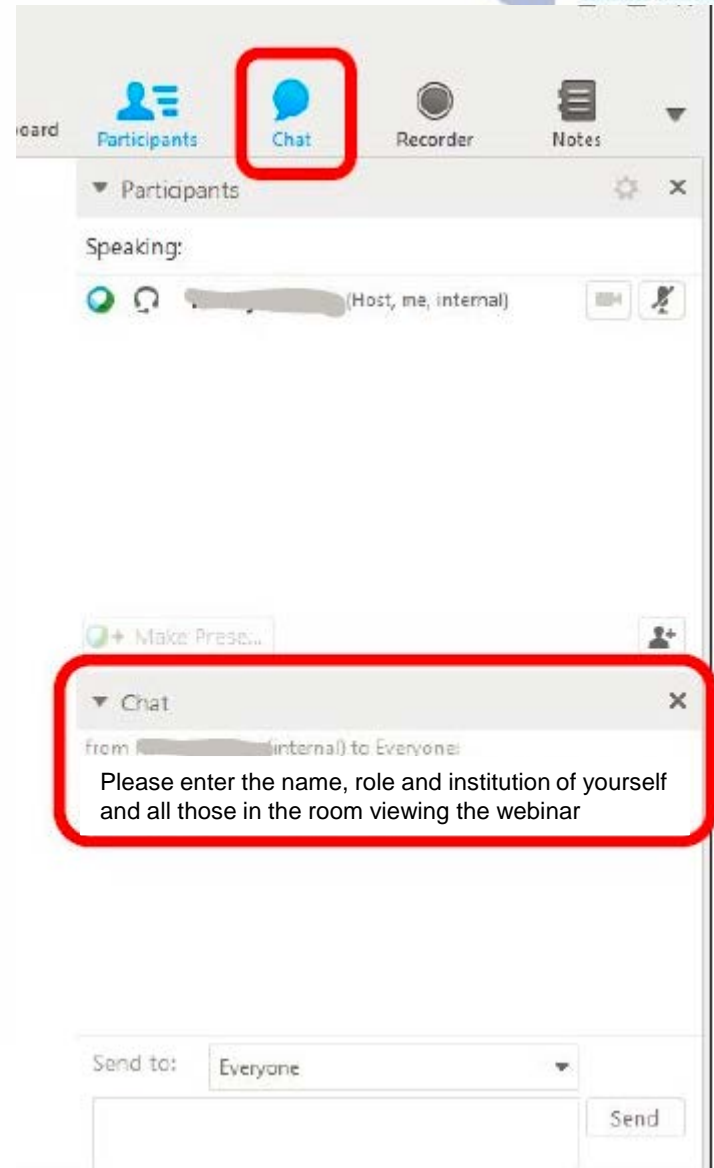 oard
Participants
Chat
Recorder
Notes
Participants
Speaking:
(Host, me, internal)
Make Prese...
Chat
from internal) to Everyone:
Please enter the name, role and institution of yourself
and all those in the room viewing the webinar
Send to:
Everyone
Send